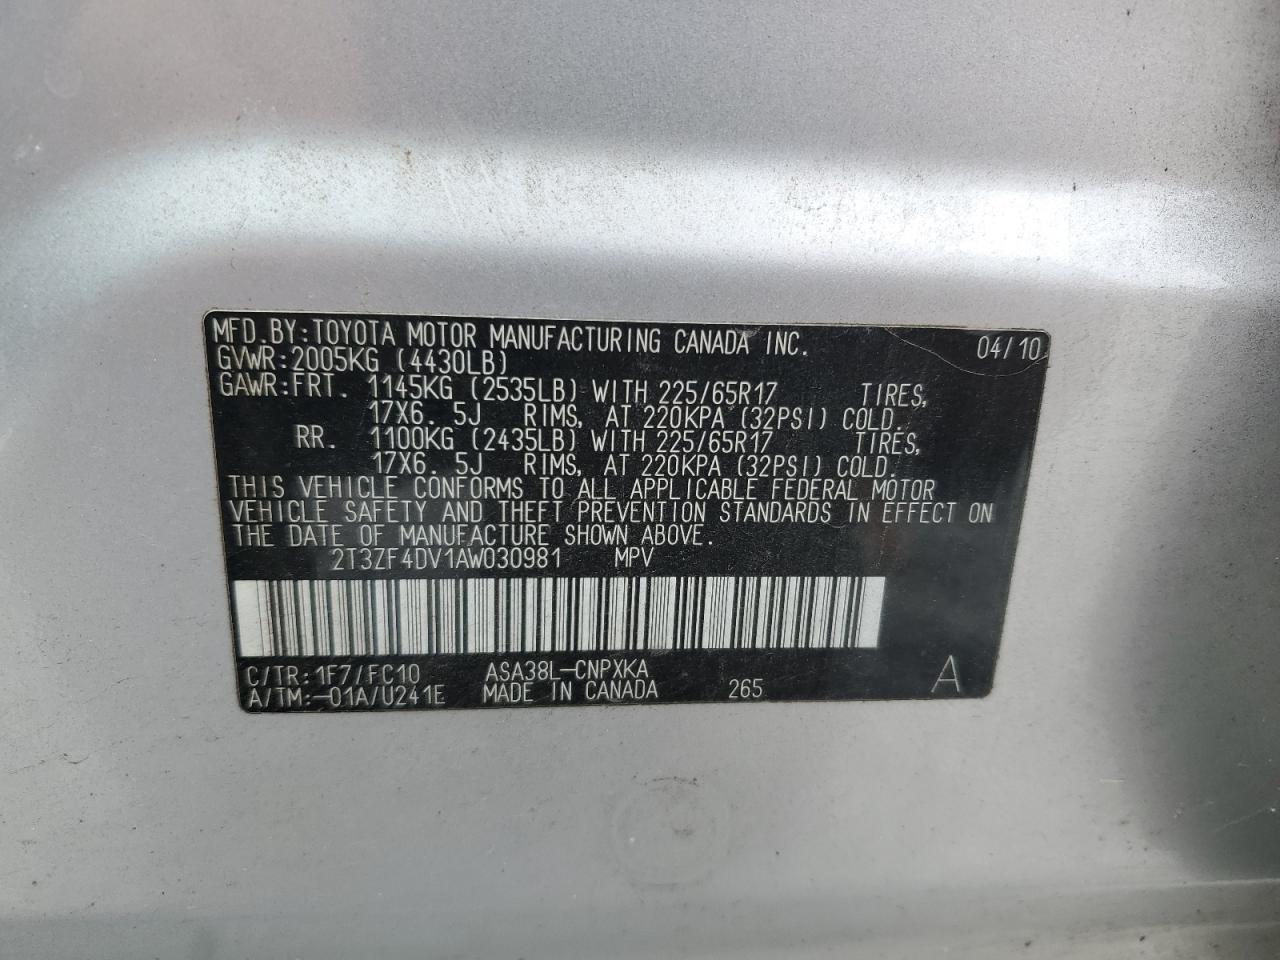 MFD.BY:TOYOTA MOTOR MANUFACTURING CANADA INC. 04/10
GVWR:2005KG (4430LB)
GAWR:FRT. 1145KG (2535LB) WITH 225/65R17 TIRES,
17X6. 5J RIMS, AT 220KPA (32PSI) COLD.
RR. 1100KG (2435LB) WITH 225/65R17 TIRES,
17X6. 5J RIMS, AT 220KPA (32PSI) COLD.
THIS VEHICLE CONFORMS TO ALL APPLICABLE FEDERAL MOTOR
VEHICLE SAFETY AND THEFT PREVENTION STANDARDS IN EFFECT ON
THE DATE OF MANUFACTURE SHOWN ABOVE.
2T3ZF4DV1AW030981 MPV
C/TR:1F7/FC10 ASA38L-CNPXKA A
A/TM:-01A/U241E MADE IN CANADA 265